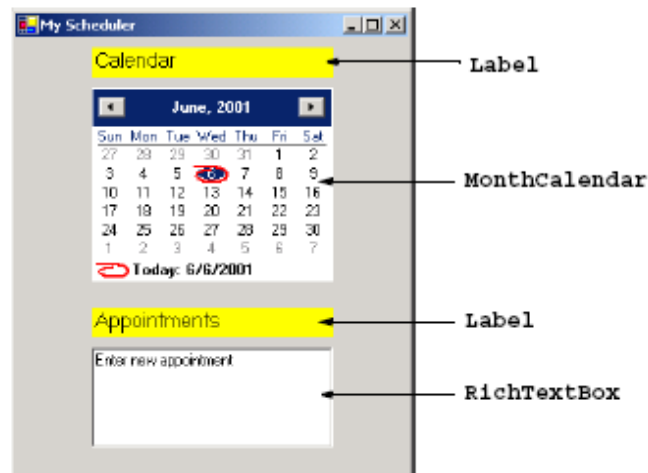 My Scheduler
Calendar
Label
June, 2001
Sun Mon Tue Wed Thu Fri Sat
27 28 29 30 31 1 2
3 4 5 6 7 8 9
MonthCalendar
10 11 12 13 14 15 16
17 18 19 20 21 22 23
24 25 26 27 28 29 30
1 2 3 4 5 6 7
Today: 6/6/2001
Appointments
Label
Enter new appointment
RichTextBox